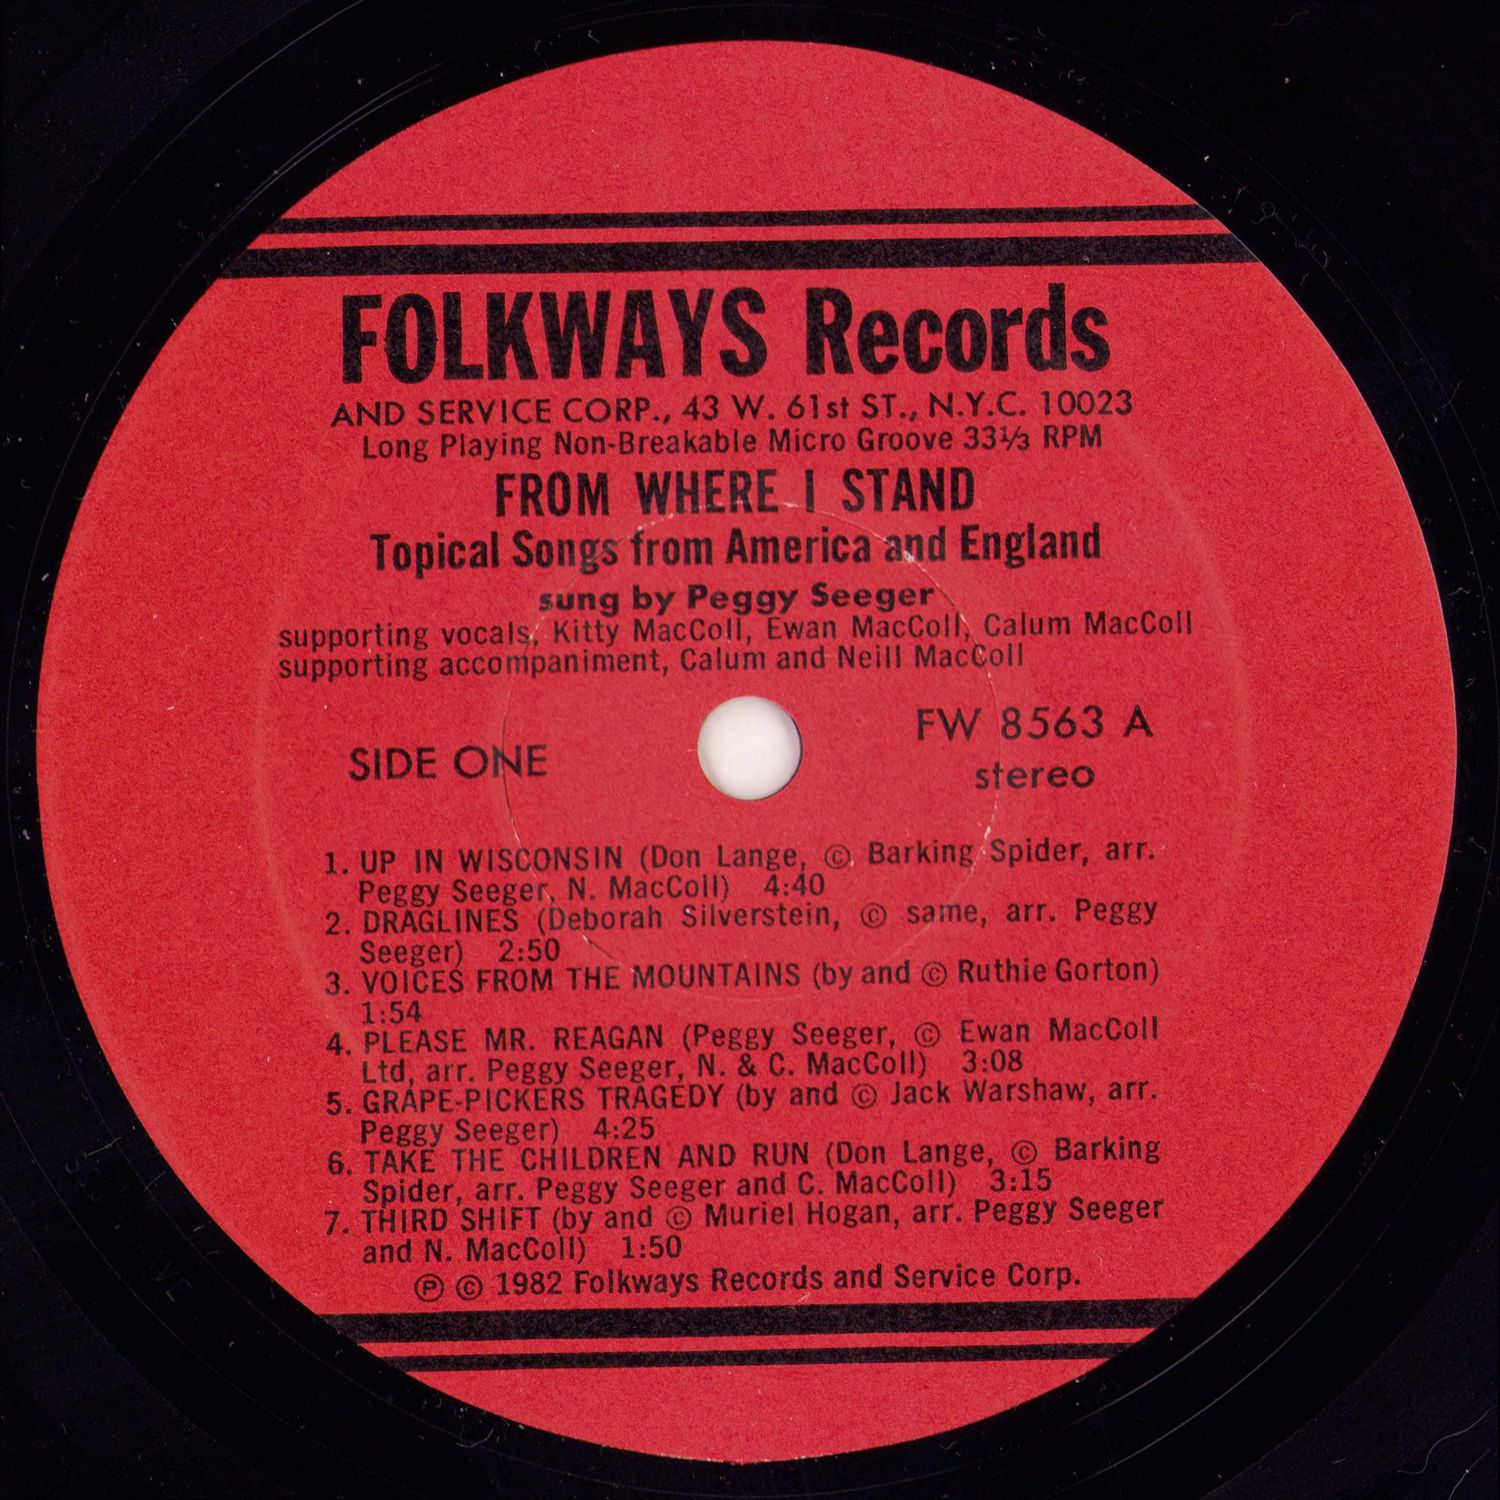 FOLKWAYS Records
AND SERVICE CORP., 43 W. 61st ST., N.Y.C. 10023
Long Playing Non-Breakable Micro Groove 33⅓ RPM
FROM WHERE I STAND
Topical Songs from America and England
sung by Peggy Seeger
supporting vocals, Kitty MacColl, Ewan MacColl, Calum MacColl
supporting accompaniment, Calum and Neill MacColl
SIDE ONE
FW 8563 A
stereo
1. UP IN WISCONSIN (Don Lange, © Barking Spider, arr.
Peggy Seeger, N. MacColl) 4:40
2. DRAGLINES (Deborah Silverstein, © same, arr. Peggy
Seeger) 2:50
3. VOICES FROM THE MOUNTAINS (by and © Ruthie Gorton)
1:54
4. PLEASE MR. REAGAN (Peggy Seeger, © Ewan MacColl
Ltd, arr. Peggy Seeger, N. & C. MacColl) 3:08
5. GRAPE-PICKERS TRAGEDY (by and © Jack Warshaw, arr.
Peggy Seeger) 4:25
6. TAKE THE CHILDREN AND RUN (Don Lange, © Barking
Spider, arr. Peggy Seeger and C. MacColl) 3:15
7. THIRD SHIFT (by and © Muriel Hogan, arr. Peggy Seeger
and N. MacColl) 1:50
℗ © 1982 Folkways Records and Service Corp.